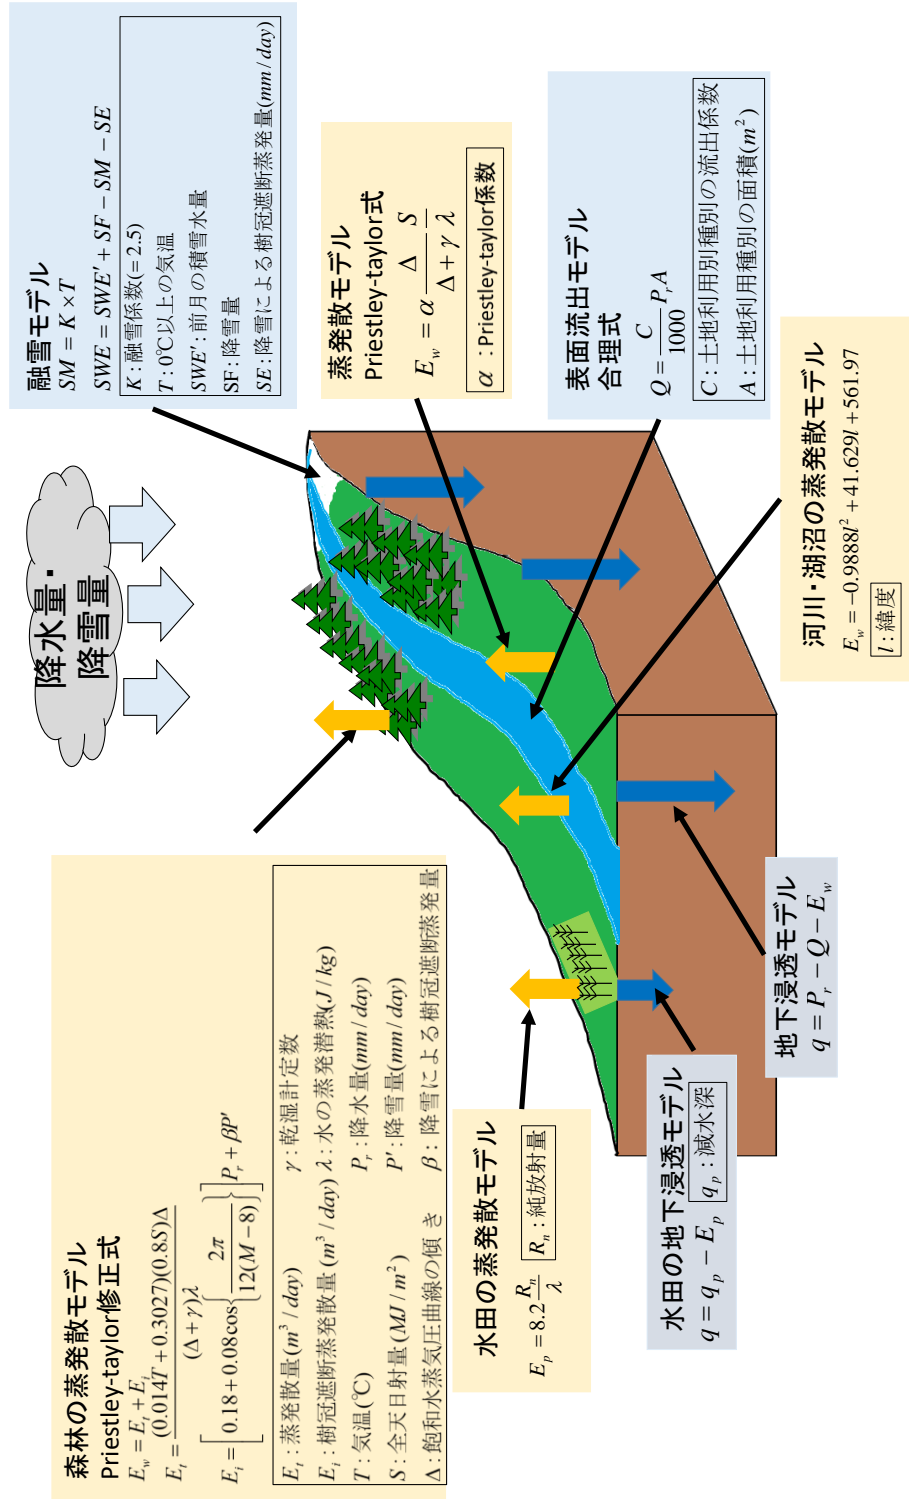 森林の蒸発散モデル
Priestley-taylor修正式
E_w = E_t + E_i
E_t = \frac{(0.014T + 0.3027)(0.8S)Δ}{(Δ + γ)λ}
E_i = [0.18 + 0.08cos{\frac{2π}{12(M − 8)}}]P_r + βP′
E_t : 蒸発散量(m³ / day)
γ : 乾湿計定数
E_i : 樹冠遮断蒸発散量(m³ / day)
λ : 水の蒸発潜熱(J / kg)
T : 気温(℃)
P_r : 降水量(mm / day)
S : 全天日射量(MJ / m²)
P′ : 降雪量(mm / day)
Δ : 飽和水蒸気圧曲線の傾き
β : 降雪による樹冠遮断蒸発量
降水量・
降雪量
融雪モデル
SM = K × T
SWE = SWE′ + SF − SM − SE
K : 融雪係数(= 2.5)
T : 0℃以上の気温
SWE′ : 前月の積雪水量
SF : 降雪量
SE : 降雪による樹冠遮断蒸発量(mm / day)
蒸発散モデル
Priestley-taylor式
E_w = α \frac{Δ}{Δ + γ} \frac{S}{λ}
α : Priestley-taylor係数
表面流出モデル
合理式
Q = \frac{C}{1000} P_r A
C : 土地利用別種別の流出係数
A : 土地利用種別の面積(m²)
水田の蒸発散モデル
E_p = 8.2 \frac{R_n}{λ}
R_n : 純放射量
水田の地下浸透モデル
q = q_p − E_p
q_p : 減水深
地下浸透モデル
q = P_r − Q − E_w
河川・湖沼の蒸発散モデル
E_w = −0.9888l² + 41.629l + 561.97
l : 緯度